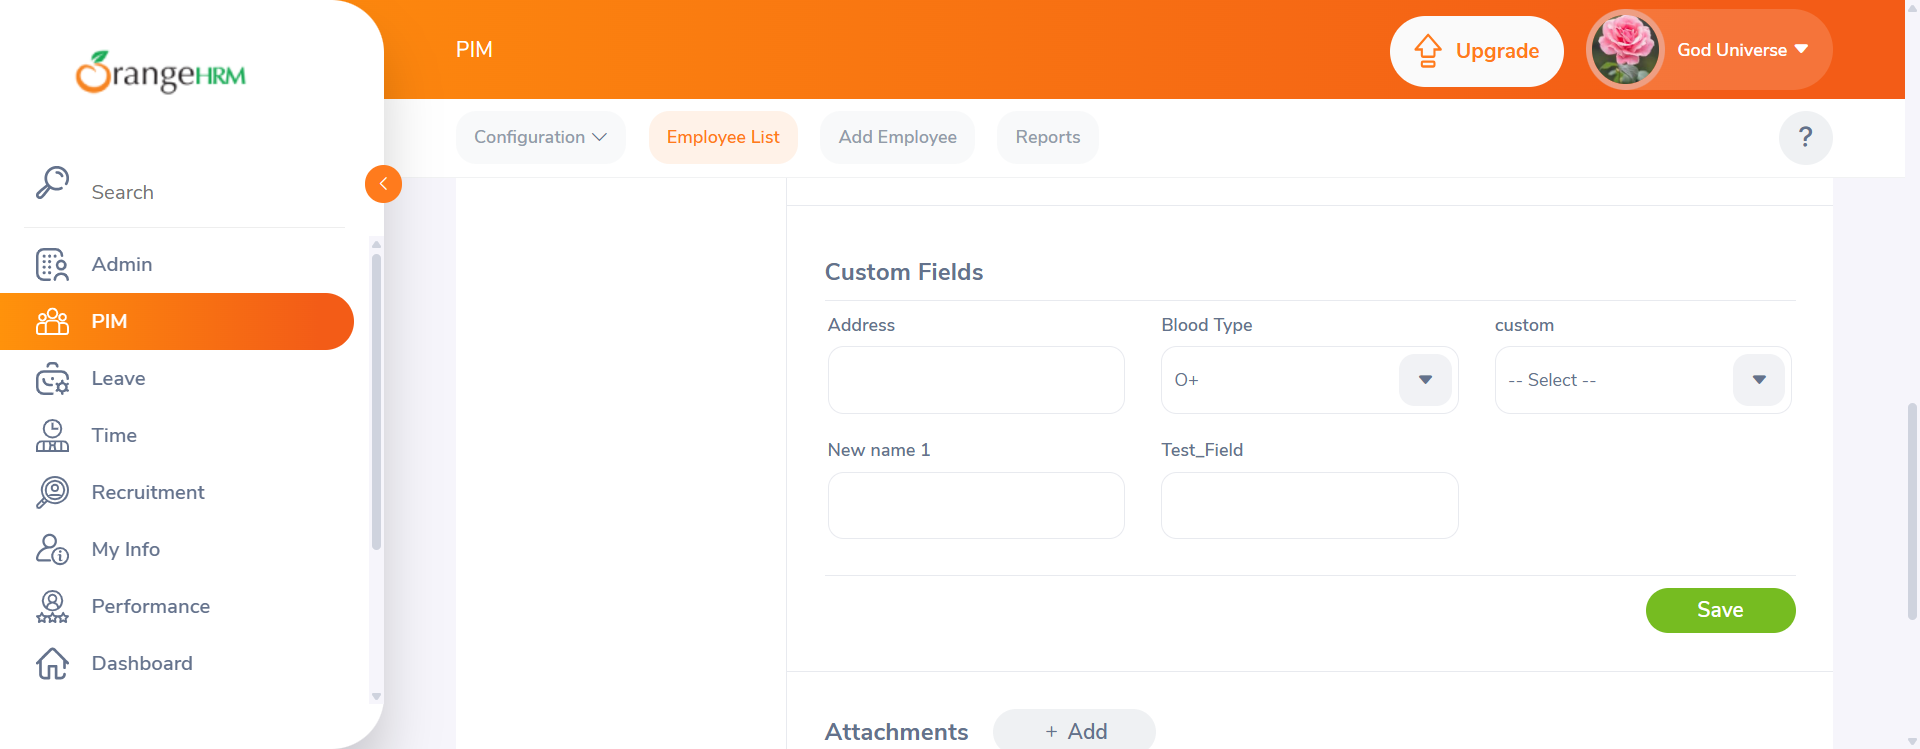 OrangeHRM
PIM
Upgrade
God Universe
Configuration
Employee List
Add Employee
Reports
?
Search
Admin
PIM
Leave
Time
Recruitment
My Info
Performance
Dashboard
Custom Fields
Address
Blood Type
custom
O+
-- Select --
New name 1
Test_Field
Save
Attachments
+ Add